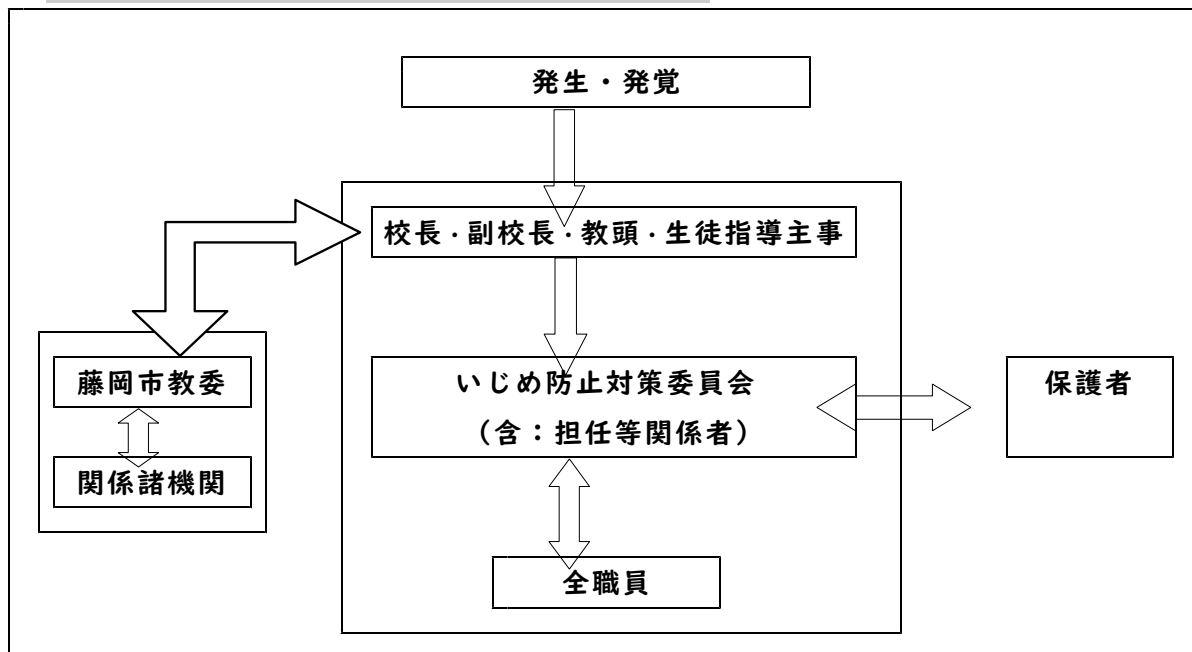 発生・発覚
校長・副校長・教頭・生徒指導主事
藤岡市教委
関係諸機関
いじめ防止対策委員会
（含：担任等関係者）
保護者
全職員